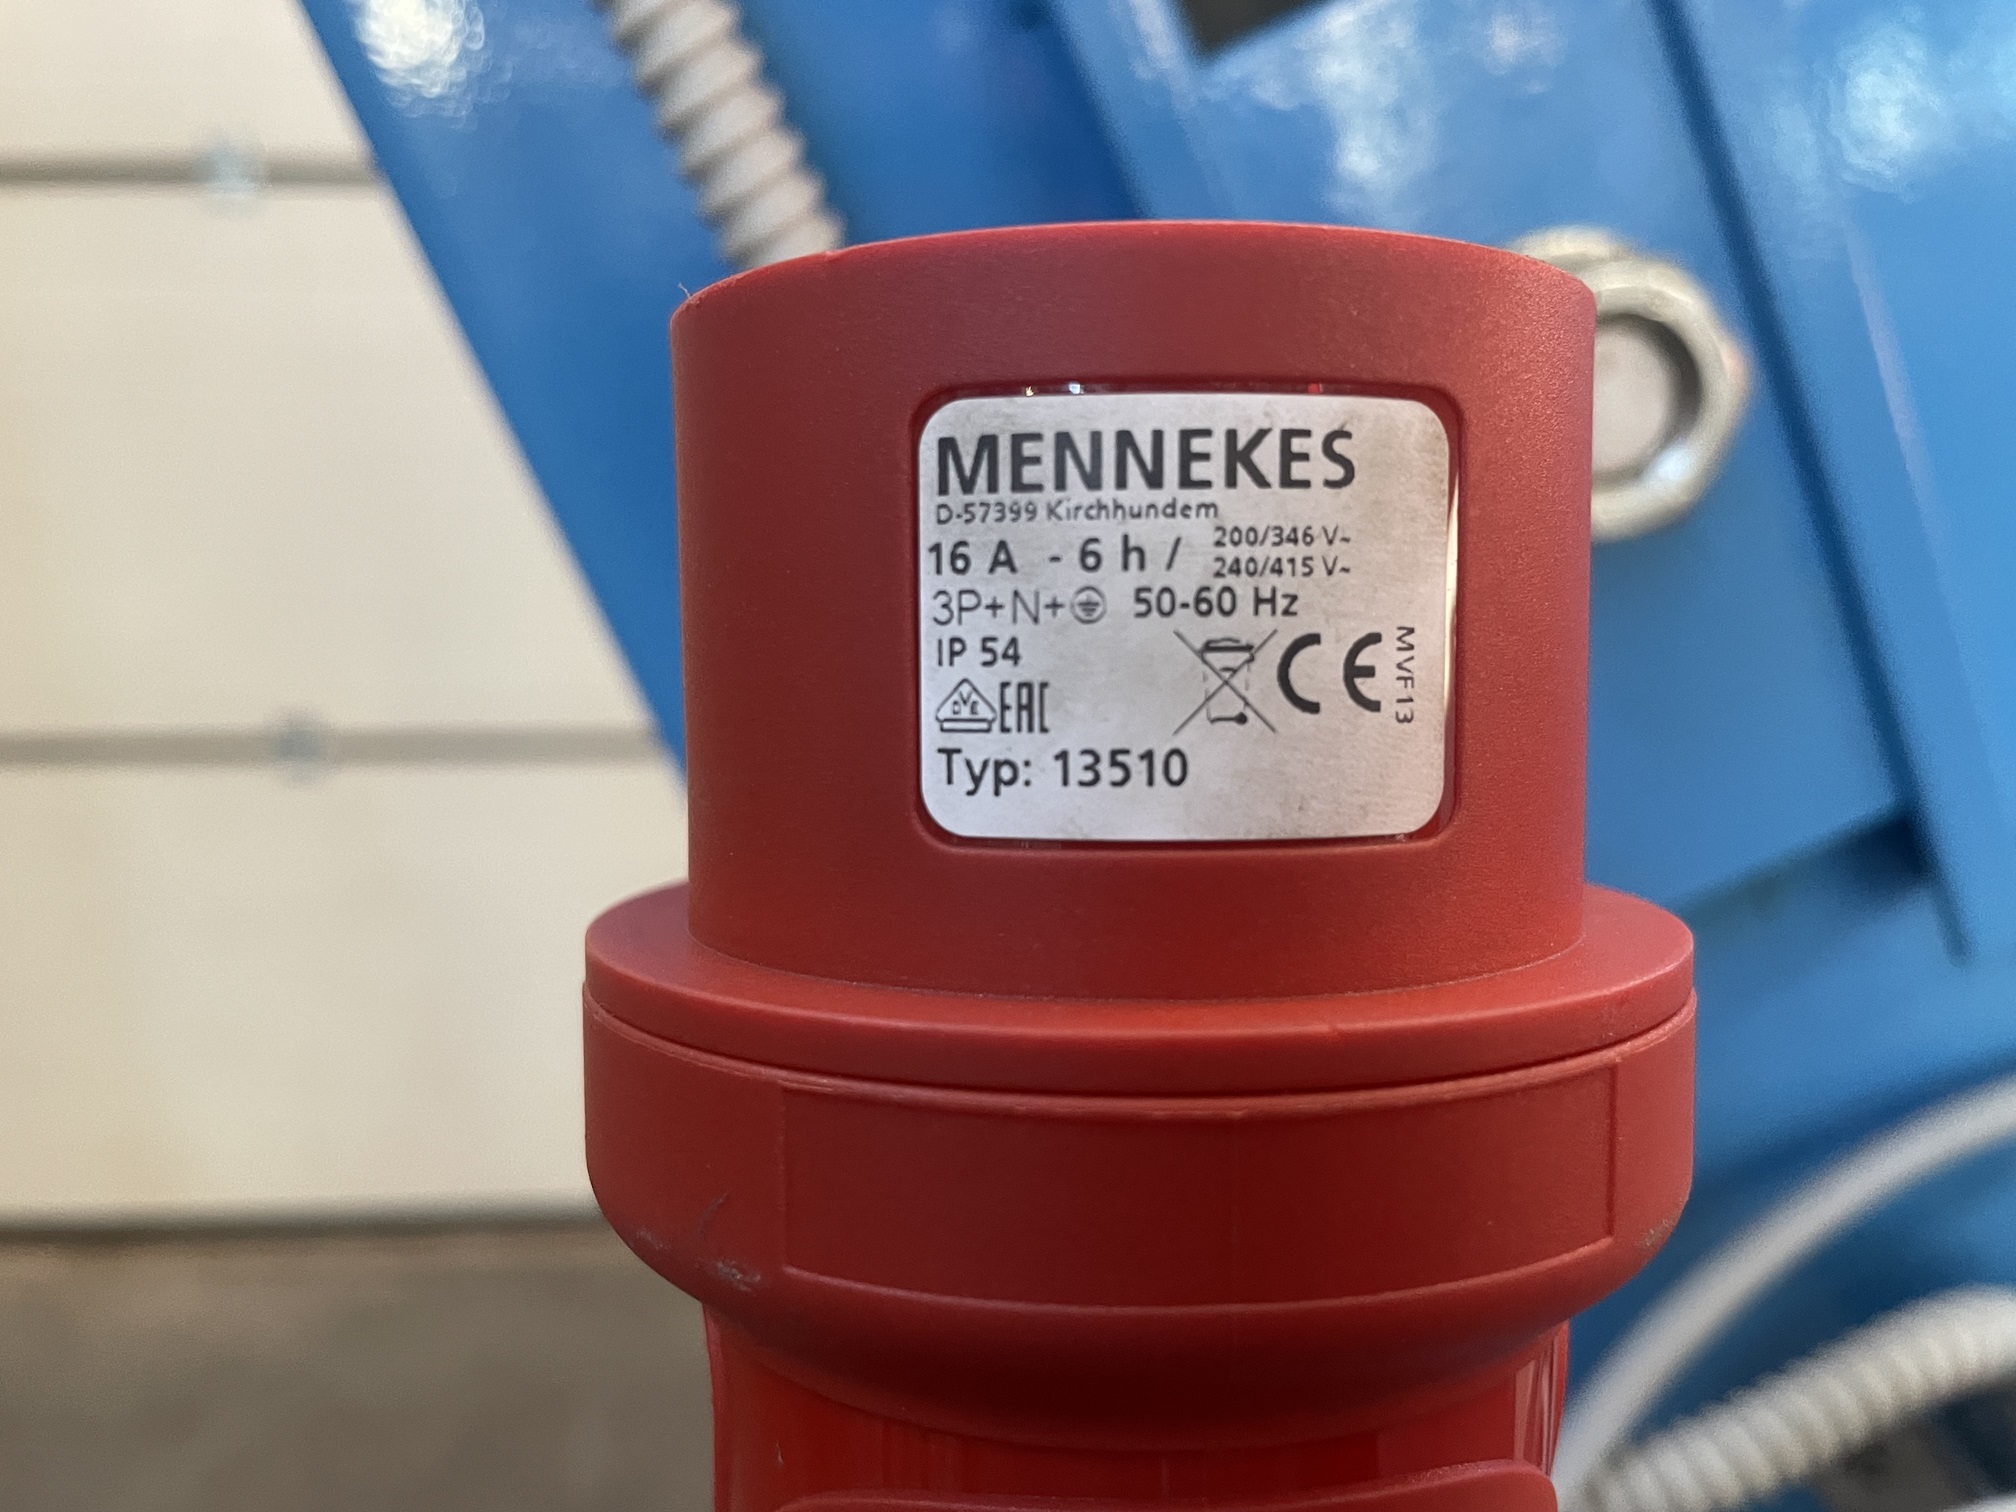 MENNEKES
D-57399 Kirchhundem
16 A - 6 h / 200/346 V~
240/415 V~
3P+N+⏚ 50-60 Hz
IP 54
DVE EAC CE
MVF13
Typ: 13510